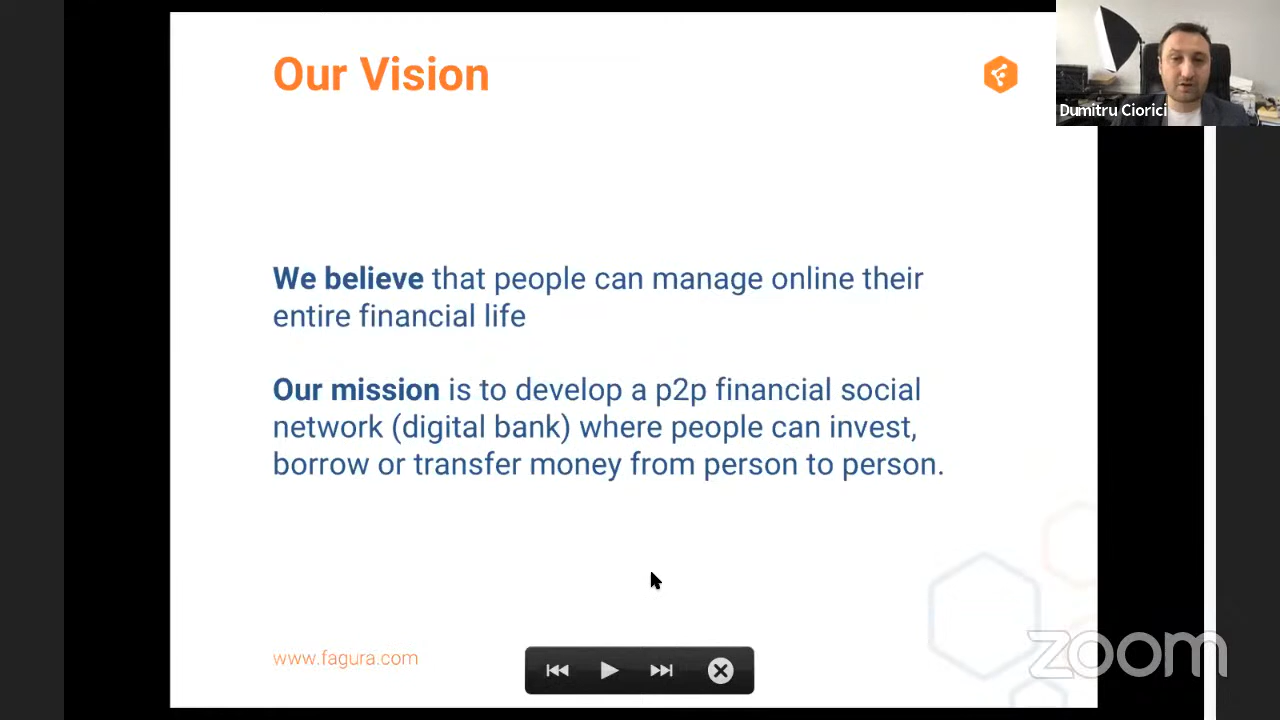 Our Vision
Dumitru Ciorici
We believe that people can manage online their
entire financial life
Our mission is to develop a p2p financial social
network (digital bank) where people can invest,
borrow or transfer money from person to person.
www.fagura.com
zoom